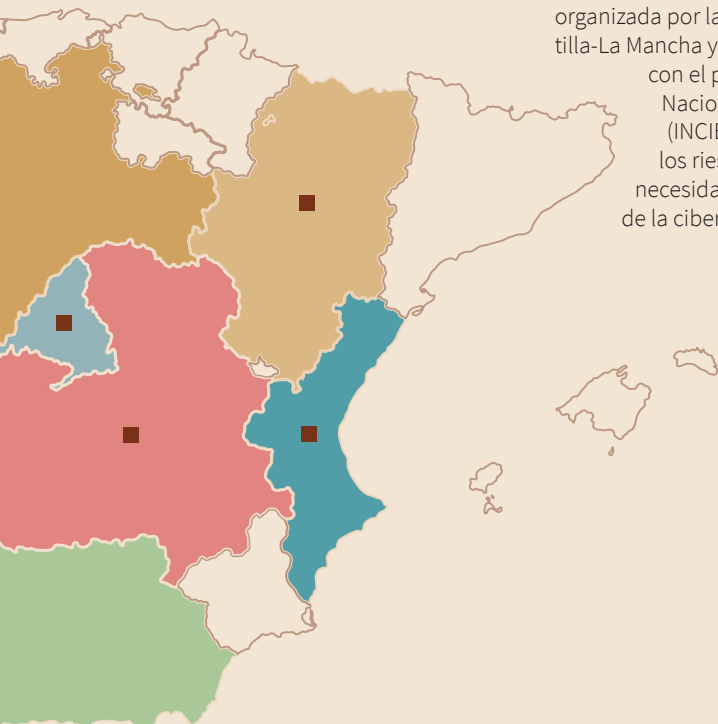 organizada por la
tilla-La Mancha y
con el p
Nacio
(INCIB
los ries
necesida
de la ciber